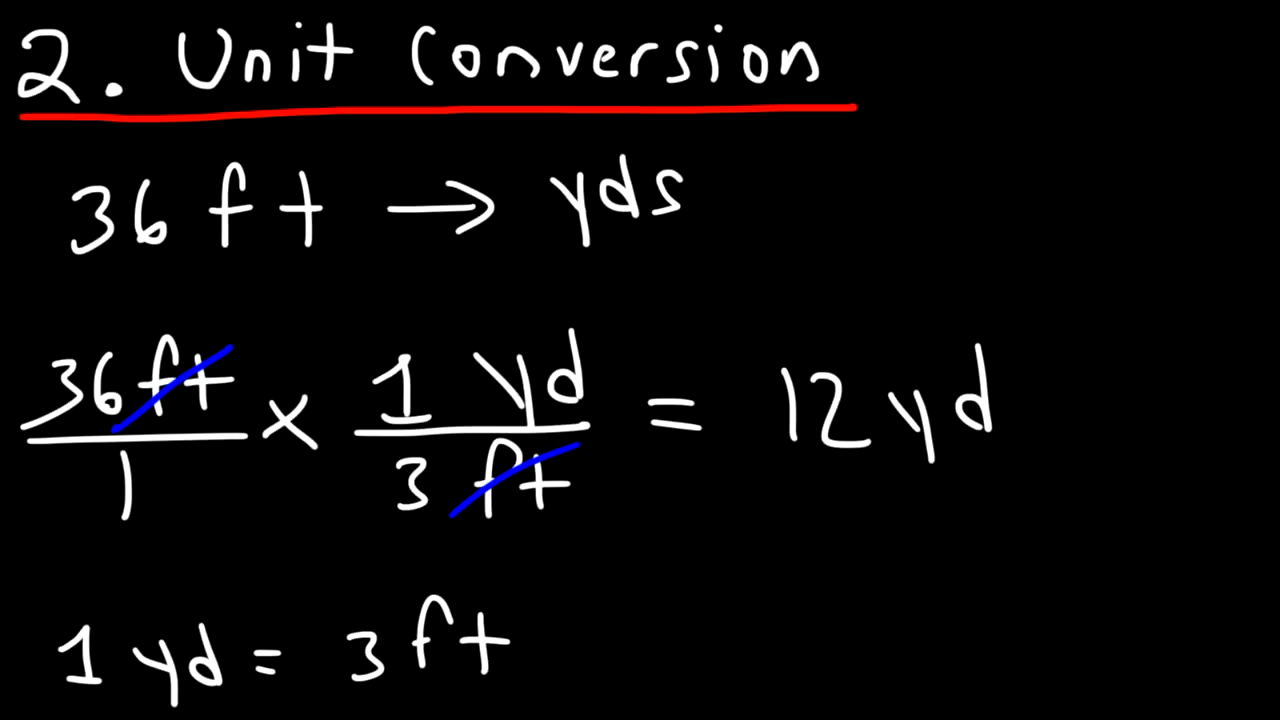 2. Unit Conversion
36 ft → yds
36 ft / 1 × 1 yd / 3 ft = 12 yd
1 yd = 3 ft